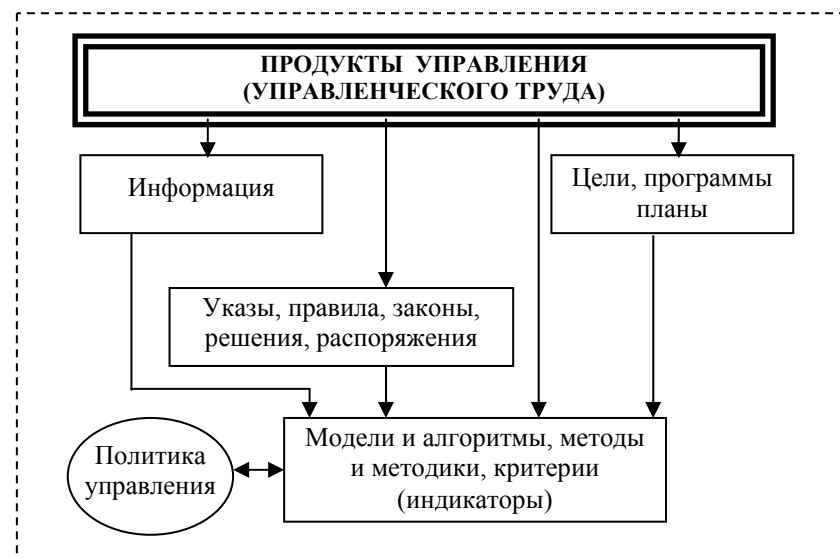 ПРОДУКТЫ УПРАВЛЕНИЯ
(УПРАВЛЕНЧЕСКОГО ТРУДА)
Информация
Цели, программы
планы
Указы, правила, законы,
решения, распоряжения
Политика
управления
Модели и алгоритмы, методы
и методики, критерии
(индикаторы)